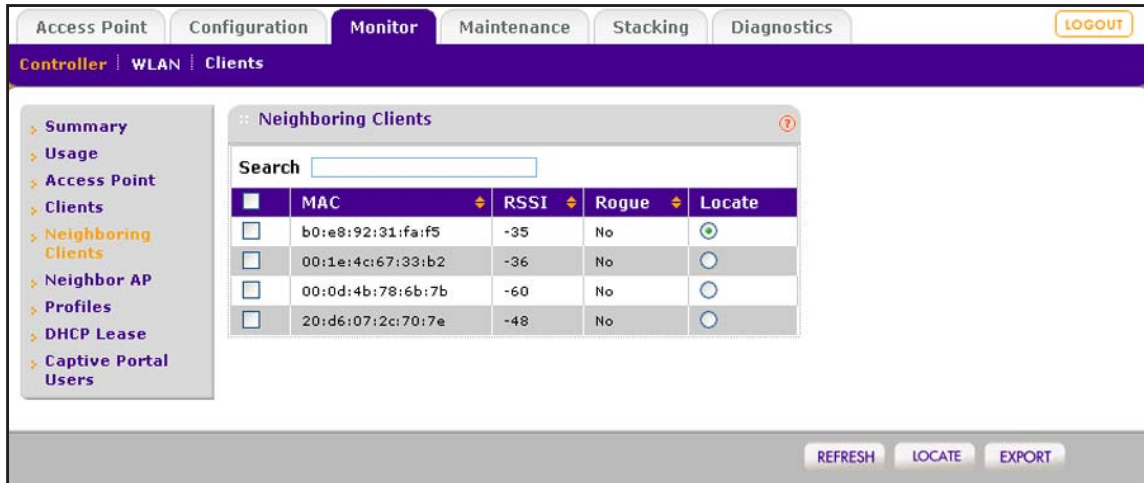 Access Point Configuration Monitor Maintenance Stacking Diagnostics LOGOUT
Controller WLAN Clients
Summary
Usage
Access Point
Clients
Neighboring
Clients
Neighbor AP
Profiles
DHCP Lease
Captive Portal
Users
Neighboring Clients ?
Search
MAC RSSI Rogue Locate
b0:e8:92:31:fa:f5 -35 No
00:1e:4c:67:33:b2 -36 No
00:0d:4b:78:6b:7b -60 No
20:d6:07:2c:70:7e -48 No
REFRESH LOCATE EXPORT